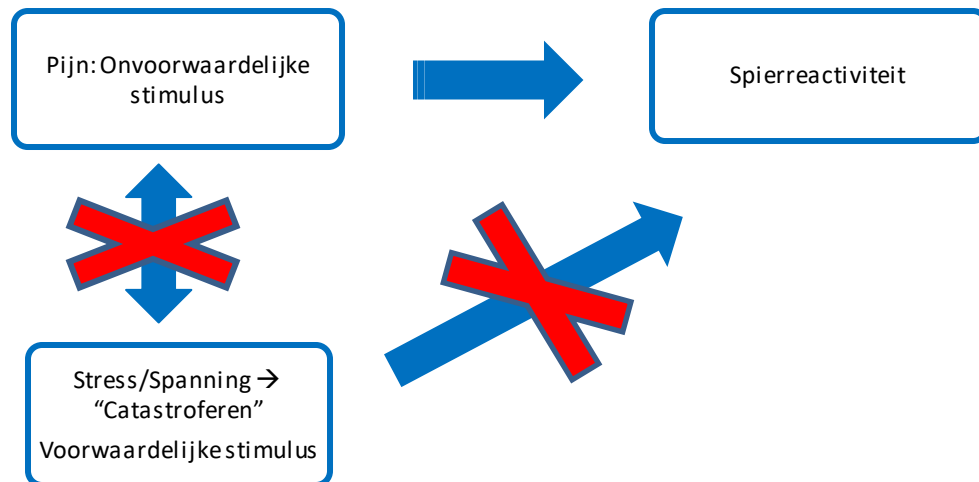 Pijn: Onvoorwaardelijke
stimulus
Spierreactiviteit
Stress/Spanning →
“Catastroferen”
Voorwaardelijke stimulus